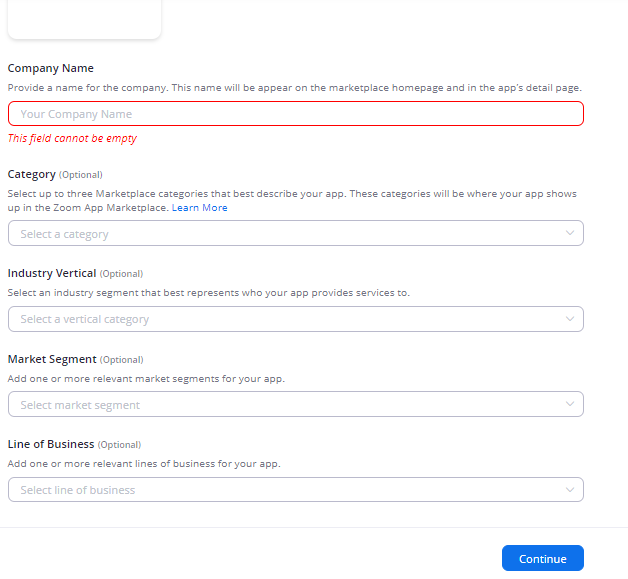 Company Name
Provide a name for the company. This name will be appear on the marketplace homepage and in the app's detail page.
Your Company Name
This field cannot be empty
Category (Optional)
Select up to three Marketplace categories that best describe your app. These categories will be where your app shows
up in the Zoom App Marketplace. Learn More
Select a category
Industry Vertical (Optional)
Select an industry segment that best represents who your app provides services to.
Select a vertical category
Market Segment (Optional)
Add one or more relevant market segments for your app.
Select market segment
Line of Business (Optional)
Add one or more relevant lines of business for your app.
Select line of business
Continue